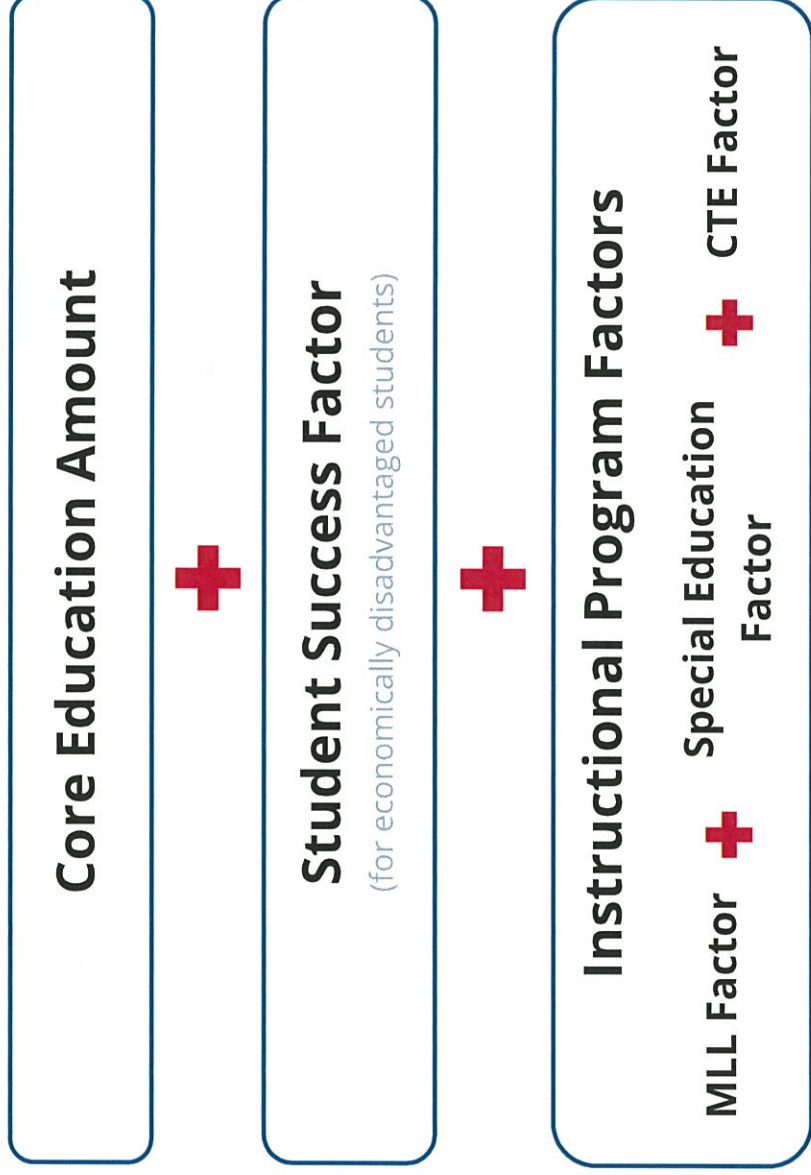 Core Education Amount
Student Success Factor
(for economically disadvantaged students)
Instructional Program Factors
MLL Factor
Special Education
Factor
CTE Factor